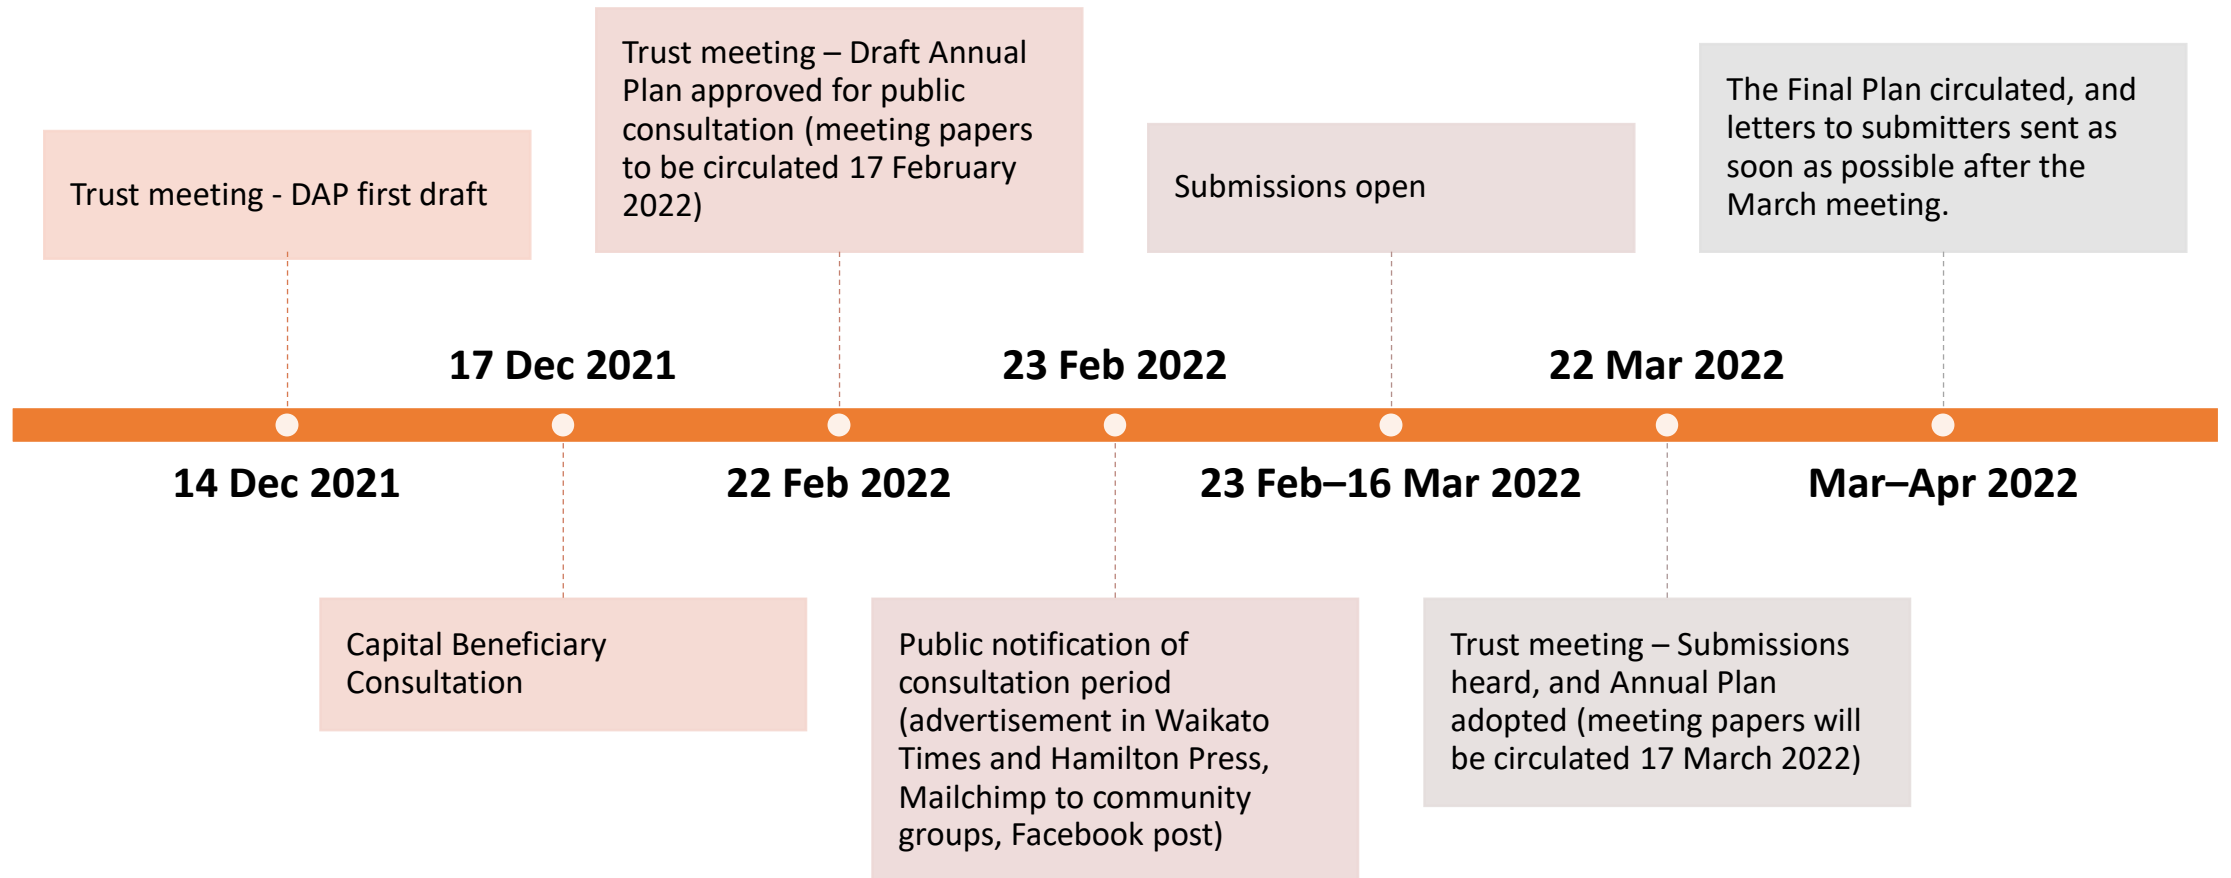 Trust meeting - DAP first draft
14 Dec 2021
17 Dec 2021
Capital Beneficiary
Consultation
Trust meeting – Draft Annual
Plan approved for public
consultation (meeting papers
to be circulated 17 February
2022)
22 Feb 2022
23 Feb 2022
Public notification of
consultation period
(advertisement in Waikato
Times and Hamilton Press,
Mailchimp to community
groups, Facebook post)
Submissions open
23 Feb–16 Mar 2022
22 Mar 2022
Trust meeting – Submissions
heard, and Annual Plan
adopted (meeting papers will
be circulated 17 March 2022)
The Final Plan circulated, and
letters to submitters sent as
soon as possible after the
March meeting.
Mar–Apr 2022